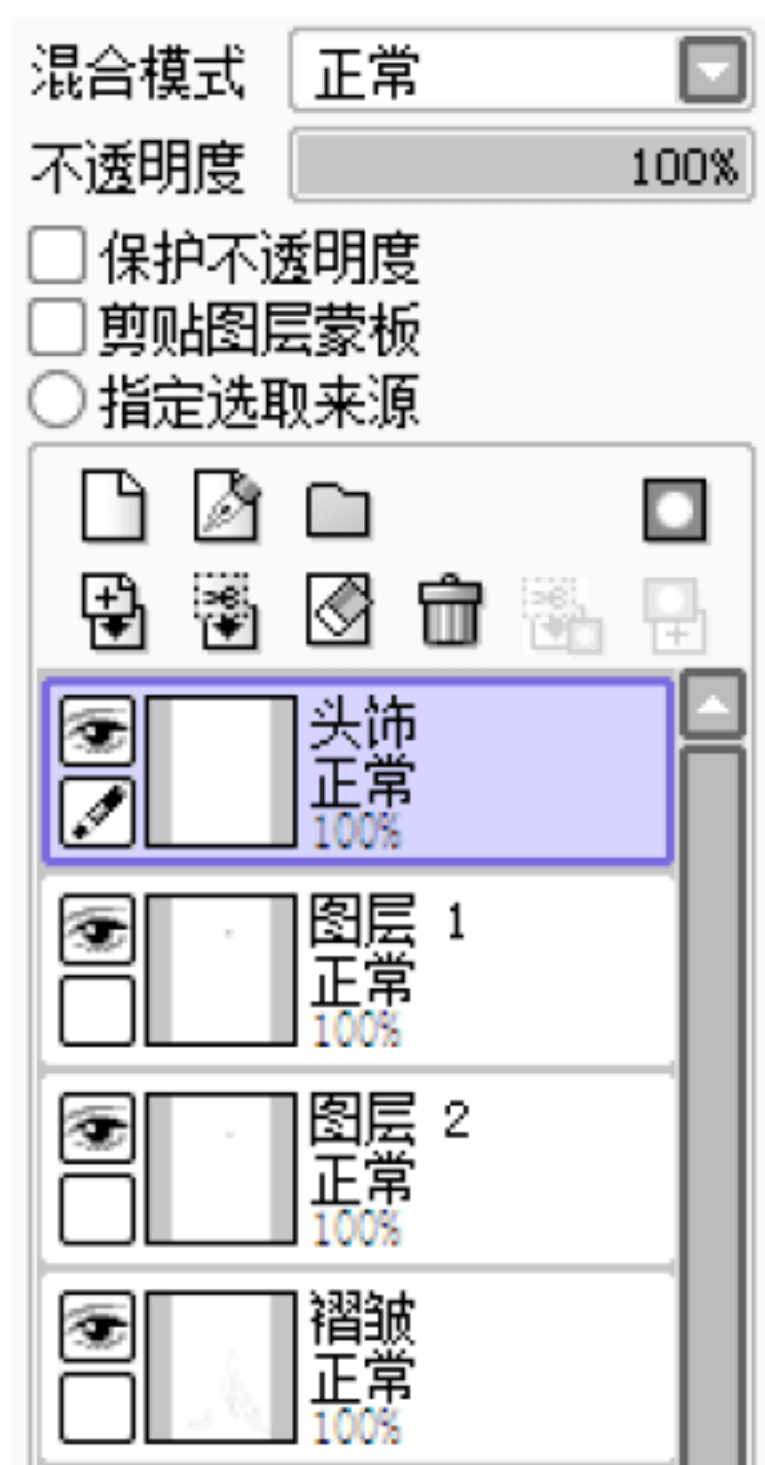 混合模式 正常
不透明度 100%
保护不透明度
剪贴图层蒙板
指定选取来源
头饰
正常
100%
图层 1
正常
100%
图层 2
正常
100%
褶皱
正常
100%